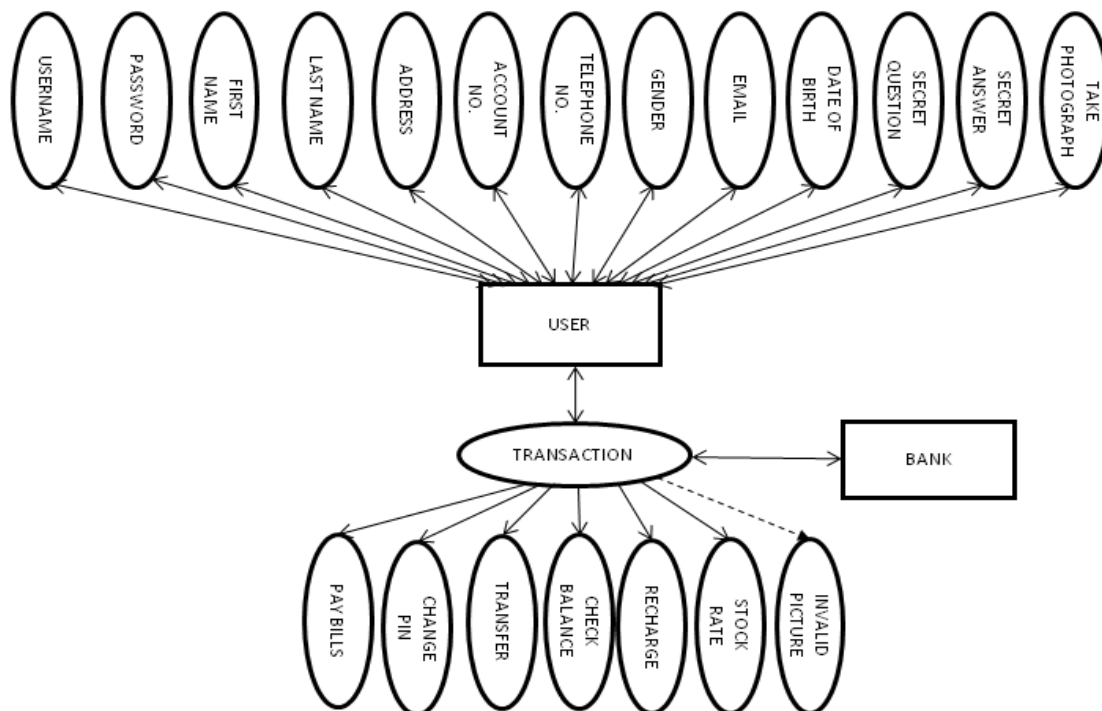 USERNAME
PASSWORD
FIRST
NAME
LAST NAME
ADDRESS
ACCOUNT
NO.
TELEPHONE
NO.
GENDER
EMAIL
DATE OF
BIRTH
SECRET
QUESTION
SECRET
ANSWER
TAKE
PHOTOGRAPH
USER
TRANSACTION
BANK
PAY BILLS
CHANGE
PIN
TRANSFER
CHECK
BALANCE
RECHARGE
STOCK
RATE
INVALID
PICTURE